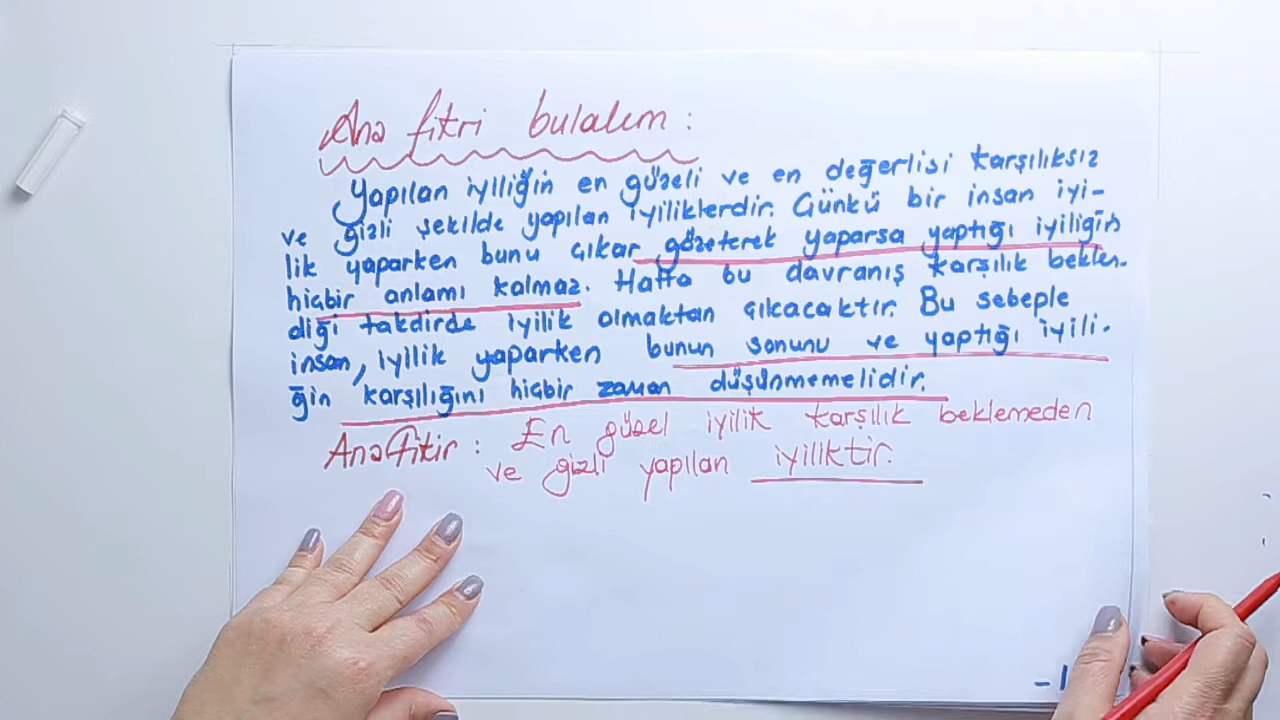 Ana fikri bulalım :
Yapılan iyiliğin en güzeli ve en değerlisi karşılıksız
ve gizli şekilde yapılan iyiliklerdir. Çünkü bir insan iyi-
lik yaparken bunu çıkar gözeterek yaparsa yaptığı iyiliğin
hiçbir anlamı kalmaz. Hatta bu davranış karşılık beklen-
diği takdirde iyilik olmaktan çıkacaktır. Bu sebeple
insan, iyilik yaparken bunun sonunu ve yaptığı iyili-
ğin karşılığını hiçbir zaman düşünmemelidir.
Ana fikir : En güzel iyilik karşılık beklemeden
ve gizli yapılan iyiliktir.